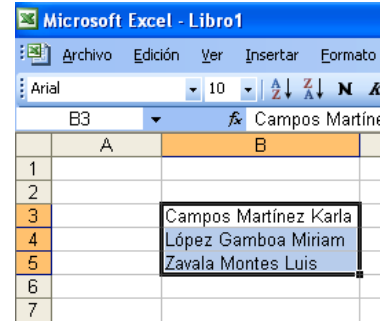 Microsoft Excel - Libro1
Archivo Edición Ver Insertar Formato
Arial 10 A Z Z A N K
B3 fx Campos Martíne
A B
1
2
3 Campos Martínez Karla
4 López Gamboa Miriam
5 Zavala Montes Luis
6
7